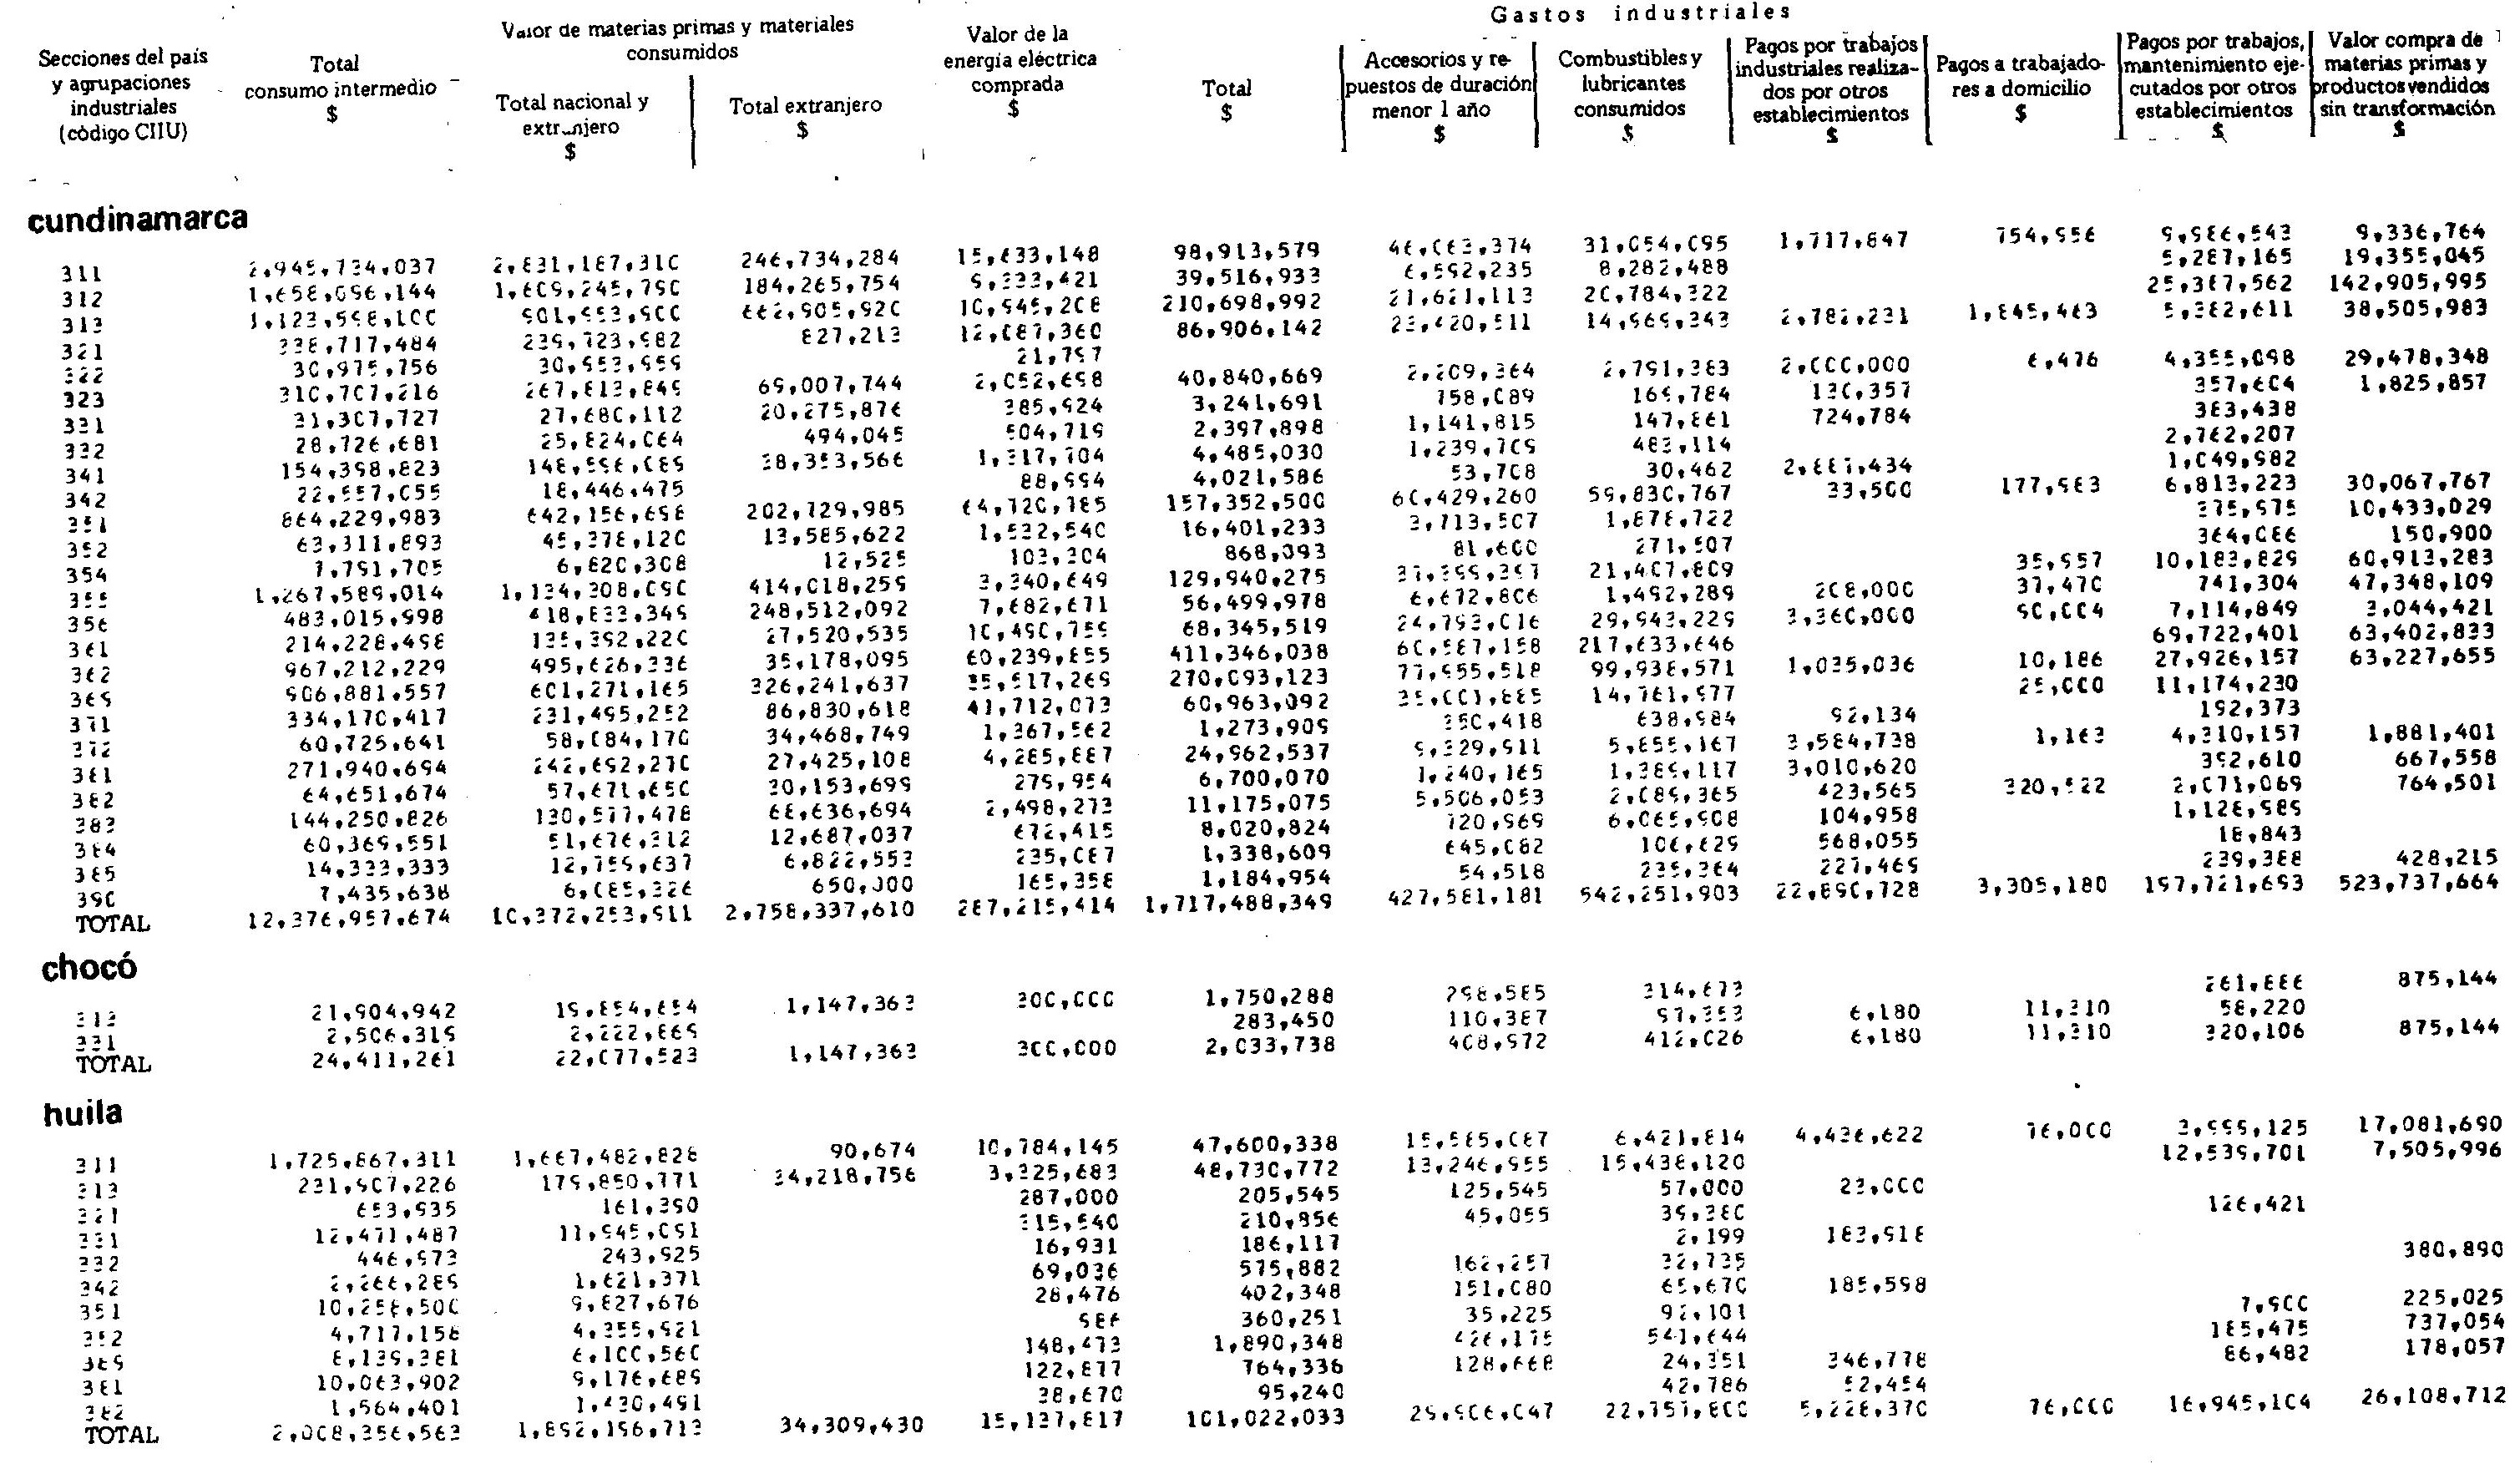 Gastos industriales
Secciones del país y agrupaciones industriales (código CIIU)
Total consumo intermedio $
Valor de materias primas y materiales consumidos
Total nacional y extranjero $
Total extranjero $
Valor de la energía eléctrica comprada $
Total $
Accesorios y repuestos de duración menor 1 año $
Combustibles y lubricantes consumidos $
Pagos por trabajos industriales realizados por otros establecimientos $
Pagos a trabajadores a domicilio $
Pagos por trabajos, mantenimiento ejecutados por otros establecimientos $
Valor compra de materias primas y productos vendidos sin transformación $
cundinamarca
311 2,945,734,037 2,831,187,310 246,734,284 15,633,148 98,913,579 46,063,374 31,054,095 1,717,847 754,956 9,986,543 9,336,764
312 1,658,096,144 1,609,245,790 184,265,754 9,333,421 39,516,933 6,592,235 8,282,488 5,287,165 19,355,045
313 1,123,598,100 901,953,900 662,905,920 10,945,208 210,698,992 21,621,113 20,784,322 25,387,562 142,905,995
321 338,717,484 239,723,982 827,213 12,087,360 86,906,142 23,420,511 14,969,343 2,782,231 1,845,463 5,382,611 38,505,983
322 30,975,756 30,953,959 21,797
323 310,707,216 267,813,849 69,007,744 2,052,698 40,840,669 2,209,364 2,791,383 2,000,000 6,476 4,355,098 29,478,348
331 31,307,727 27,680,112 20,275,876 385,924 3,241,691 758,089 169,784 130,357 357,604 1,825,857
332 28,726,681 25,824,064 494,045 504,719 2,397,898 1,141,815 147,861 724,784 383,438
341 154,398,823 148,596,089 38,353,566 1,317,704 4,485,030 1,239,709 483,114 2,762,207
342 22,557,055 18,446,475 88,994 4,021,586 53,708 30,462 2,887,434 1,049,982
351 864,229,983 642,156,698 202,729,985 64,720,785 157,352,500 60,429,260 59,830,767 33,500 177,983 6,813,223 30,067,767
352 63,311,893 45,378,120 13,585,622 1,532,540 16,401,233 3,713,507 1,878,722 375,975 10,433,029
354 7,791,705 6,820,308 12,525 103,304 868,093 81,600 271,507 364,086 150,900
355 1,267,589,014 1,134,308,090 414,018,259 3,340,649 129,940,275 37,399,397 21,407,809 35,957 10,183,829 60,913,283
356 483,015,998 418,833,349 248,512,092 7,682,671 56,499,978 6,672,806 1,492,289 208,000 37,470 741,304 47,348,109
361 214,228,498 135,392,220 27,520,535 10,490,759 68,345,519 24,793,016 29,943,229 3,360,000 90,004 7,114,849 3,044,421
362 967,212,229 495,626,336 35,178,095 60,239,855 411,346,038 60,587,158 217,633,646 69,722,401 63,402,833
369 906,881,557 601,271,165 326,241,637 35,517,269 270,093,123 77,955,518 99,938,571 1,035,036 10,186 27,926,157 63,227,655
371 334,170,417 231,495,252 86,830,618 41,712,073 60,963,092 35,001,885 14,761,977 25,000 11,174,230
372 60,725,641 58,084,170 34,468,749 1,367,562 1,273,909 350,418 638,984 92,134 192,373
381 271,940,694 242,692,270 27,425,108 4,285,887 24,962,537 9,329,911 5,855,167 3,584,738 1,163 4,310,157 1,881,401
382 64,651,674 57,671,650 30,153,699 279,954 6,700,070 1,240,165 1,389,117 3,010,620 392,610 667,558
383 144,250,826 130,577,478 68,636,694 2,498,273 11,175,075 5,506,053 2,089,365 423,565 320,522 2,071,069 764,501
384 60,369,551 51,676,312 12,687,037 672,415 8,020,824 720,969 6,065,908 104,958 1,128,989
385 14,333,333 12,759,637 6,822,553 235,087 1,338,609 645,082 106,629 568,055 18,843
390 7,435,638 6,085,326 650,000 165,358 1,184,954 54,518 235,364 227,469 239,388 428,215
TOTAL 12,376,957,674 10,372,253,911 2,758,337,610 287,215,414 1,717,488,349 427,581,181 542,251,903 22,890,728 3,305,180 197,721,693 523,737,664
chocó
313 21,904,942 19,854,654 1,147,363 300,000 1,750,288 298,585 314,673 261,886 875,144
331 2,506,319 2,222,869 283,450 110,387 97,353 6,180 11,310 58,220
TOTAL 24,411,261 22,077,523 1,147,363 300,000 2,033,738 408,972 412,026 6,180 11,310 320,106 875,144
huila
311 1,725,867,311 1,667,482,828 90,674 10,784,145 47,600,338 15,585,087 6,421,814 4,436,622 76,000 3,999,125 17,081,690
313 231,907,226 179,850,771 34,218,756 3,325,683 48,730,772 13,246,955 15,438,120 12,539,701 7,505,996
321 653,935 161,390 287,000 205,545 125,545 57,000 23,000
331 12,471,487 11,945,091 315,540 210,856 45,055 39,380 126,421
332 446,973 243,925 16,931 186,117 2,199 183,918
342 2,266,289 1,621,371 69,036 575,882 162,257 32,735 380,890
351 10,258,500 9,827,676 28,476 402,348 151,080 65,670 185,598
352 4,717,158 4,355,921 986 360,251 35,225 92,101 7,900 225,025
369 8,139,381 6,100,560 148,473 1,890,348 426,175 541,644 185,475 737,054
381 10,063,902 9,176,689 122,877 764,336 128,668 24,351 346,778 86,482 178,057
382 1,564,401 1,430,491 38,670 95,240 42,786 52,454
TOTAL 2,008,356,563 1,892,196,713 34,309,430 15,137,817 101,022,033 29,906,047 22,757,800 5,228,370 76,000 16,945,104 26,108,712